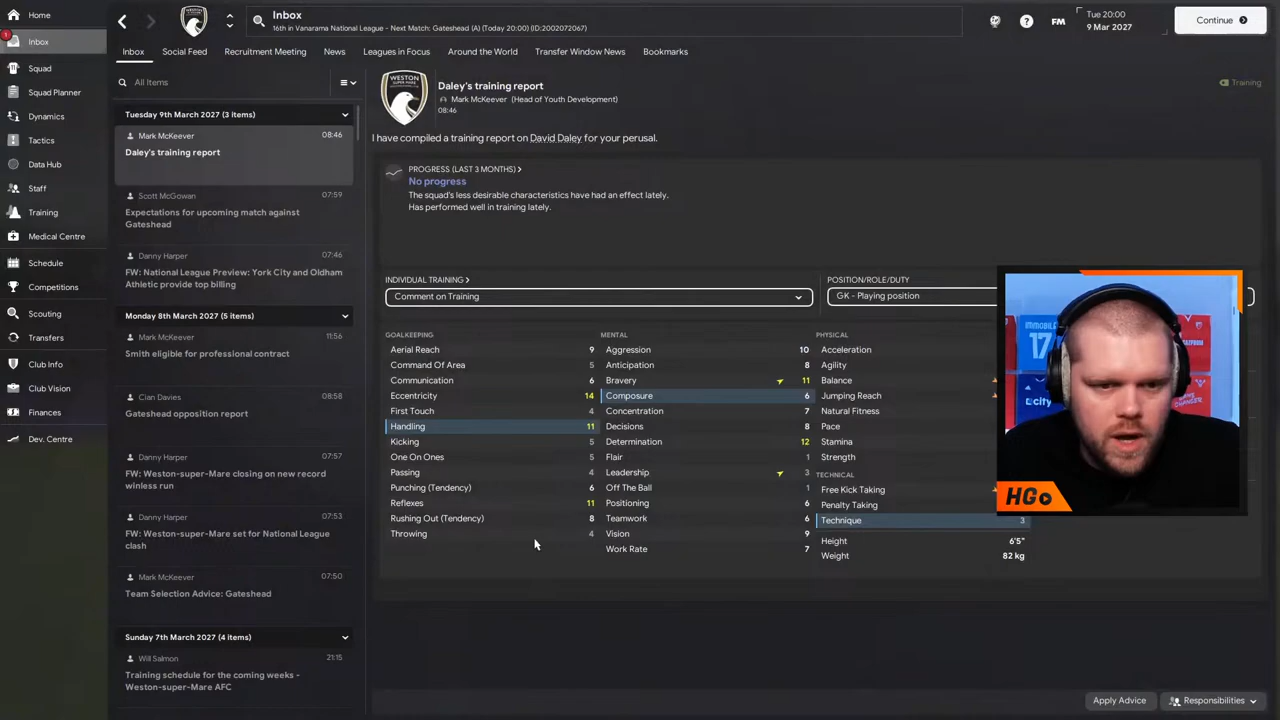 Home
Inbox
16th in Vanarama National League - Next Match: Gateshead (A) (Today 20:00) (ID:2002072067)
Tue 20:00
9 Mar 2027
Continue
FM
1
Inbox
Squad
Squad Planner
Dynamics
Tactics
Data Hub
Staff
Training
Medical Centre
Schedule
Competitions
Scouting
Transfers
Club Info
Club Vision
Finances
Dev. Centre
Inbox
Social Feed
Recruitment Meeting
News
Leagues in Focus
Around the World
Transfer Window News
Bookmarks
All Items
Tuesday 9th March 2027 (3 items)
Mark McKeever 08:46
Daley's training report
Scott McGowan 07:59
Expectations for upcoming match against
Gateshead
Danny Harper 07:46
FW: National League Preview: York City and Oldham
Athletic provide top billing
Monday 8th March 2027 (5 items)
Mark McKeever 11:56
Smith eligible for professional contract
Cian Davies 08:58
Gateshead opposition report
Danny Harper 07:57
FW: Weston-super-Mare closing on new record
winless run
Danny Harper 07:53
FW: Weston-super-Mare set for National League
clash
Mark McKeever 07:50
Team Selection Advice: Gateshead
Sunday 7th March 2027 (4 items)
Will Salmon 21:15
Training schedule for the coming weeks -
Weston-super-Mare AFC
WESTON
SUPER MARE
Daley's training report
Mark McKeever (Head of Youth Development)
08:46
Training
I have compiled a training report on David Daley for your perusal.
PROGRESS (LAST 3 MONTHS)
No progress
The squad's less desirable characteristics have had an effect lately.
Has performed well in training lately.
INDIVIDUAL TRAINING
Comment on Training
POSITION/ROLE/DUTY
GK - Playing position
GOALKEEPING
Aerial Reach 9
Command Of Area 5
Communication 6
Eccentricity 14
First Touch 4
Handling 11
Kicking 5
One On Ones 5
Passing 4
Punching (Tendency) 6
Reflexes 11
Rushing Out (Tendency) 8
Throwing 4
MENTAL
Aggression 10
Anticipation 8
Bravery 11
Composure 6
Concentration 7
Decisions 8
Determination 12
Flair 1
Leadership 3
Off The Ball 1
Positioning 6
Teamwork 6
Vision 9
Work Rate 7
PHYSICAL
Acceleration
Agility
Balance
Jumping Reach
Natural Fitness
Pace
Stamina
Strength
TECHNICAL
Free Kick Taking
Penalty Taking
Technique 3
Height 6'5"
Weight 82 kg
IMMOBILE
17
HGo
Apply Advice
Responsibilities